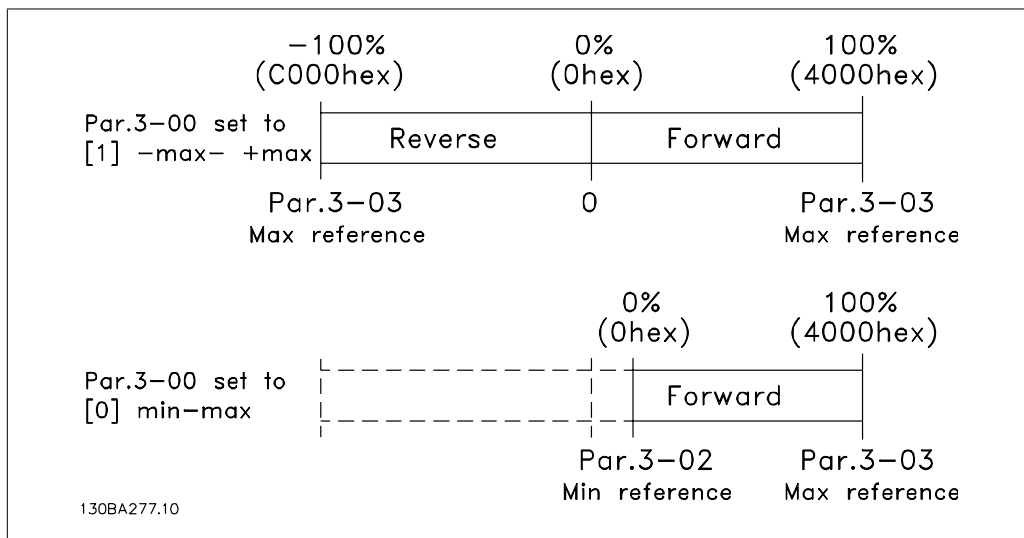 -100% 0% 100%
(C000hex) (0hex) (4000hex)
Par.3-00 set to
[1] -max- +max
Reverse Forward
Par.3-03 0 Par.3-03
Max reference Max reference
0% 100%
(0hex) (4000hex)
Par.3-00 set to
[0] min-max
Forward
Par.3-02 Par.3-03
Min reference Max reference
130BA277.10